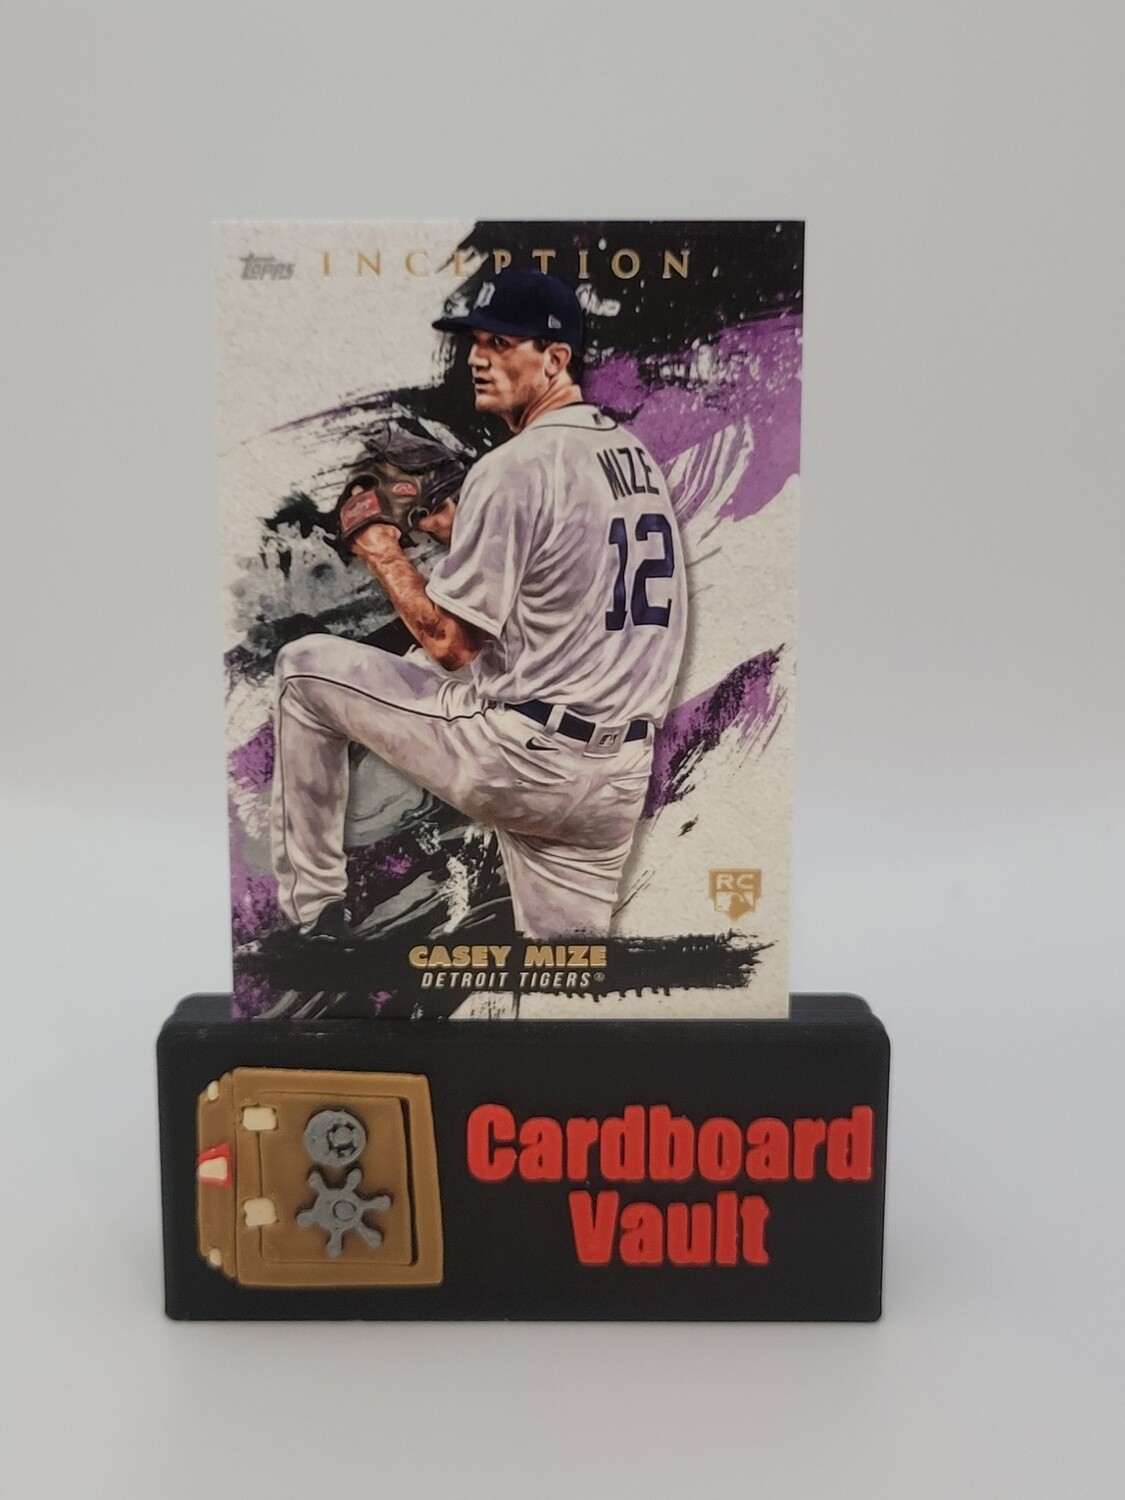 Topps INCEPTION
MIZE
12
RC
CASEY MIZE
DETROIT TIGERS®
Cardboard
Vault